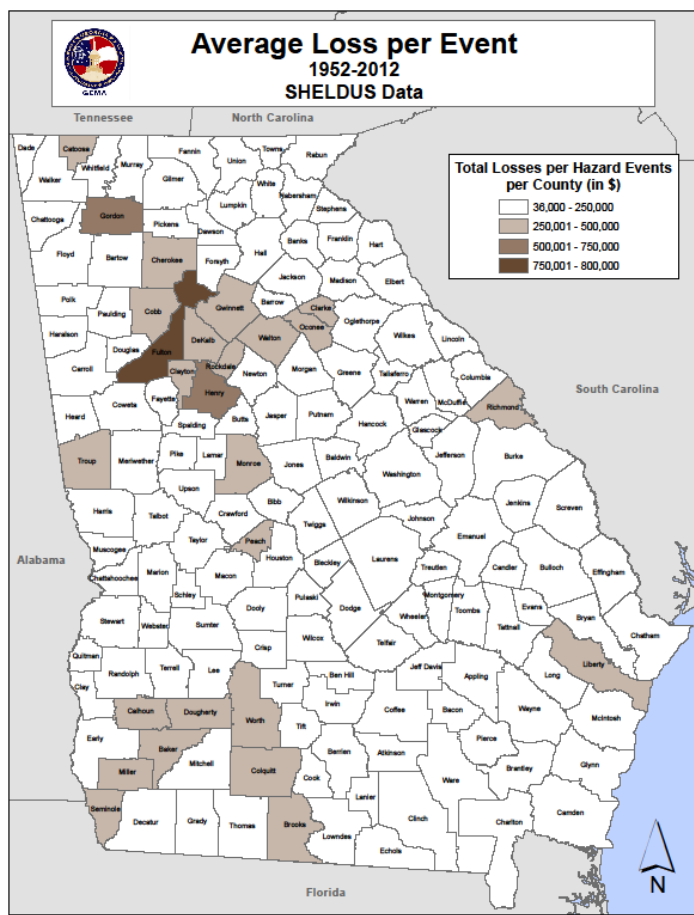 Average Loss per Event
1952-2012
SHELDUS Data
GEMA
Tennessee
North Carolina
Total Losses per Hazard Events
per County (in $)
36,000 - 250,000
250,001 - 500,000
500,001 - 750,000
750,001 - 800,000
Dade
Catoosa
Whitfield
Murray
Fannin
Union
Towns
Rabun
Walker
Gilmer
White
Habersham
Lumpkin
Stephens
Chattooga
Gordon
Pickens
Dawson
Banks
Franklin
Hart
Floyd
Bartow
Cherokee
Forsyth
Hall
Jackson
Madison
Elbert
Polk
Paulding
Cobb
Gwinnett
Barrow
Clarke
Oconee
Oglethorpe
Haralson
Douglas
Fulton
DeKalb
Walton
Wilkes
Lincoln
Carroll
Clayton
Rockdale
Newton
Morgan
Greene
Taliaferro
Columbia
South Carolina
Coweta
Fayette
Henry
Warren
McDuffie
Richmond
Heard
Spalding
Butts
Jasper
Putnam
Hancock
Glascock
Troup
Meriwether
Pike
Lamar
Monroe
Jones
Baldwin
Jefferson
Burke
Washington
Upson
Bibb
Wilkinson
Jenkins
Screven
Harris
Talbot
Crawford
Twiggs
Johnson
Alabama
Muscogee
Taylor
Peach
Houston
Bleckley
Laurens
Emanuel
Chattahoochee
Marion
Macon
Treutlen
Candler
Bulloch
Effingham
Schley
Pulaski
Montgomery
Stewart
Webster
Sumter
Dooly
Dodge
Wheeler
Toombs
Evans
Bryan
Tattnall
Chatham
Quitman
Crisp
Wilcox
Telfair
Randolph
Terrell
Lee
Turner
Ben Hill
Jeff Davis
Appling
Long
Liberty
Clay
Calhoun
Dougherty
Worth
Irwin
Coffee
Bacon
Wayne
McIntosh
Early
Baker
Mitchell
Tift
Berrien
Atkinson
Pierce
Miller
Colquitt
Cook
Ware
Brantley
Glynn
Seminole
Decatur
Grady
Thomas
Brooks
Lanier
Lowndes
Clinch
Echols
Charlton
Camden
Florida
N